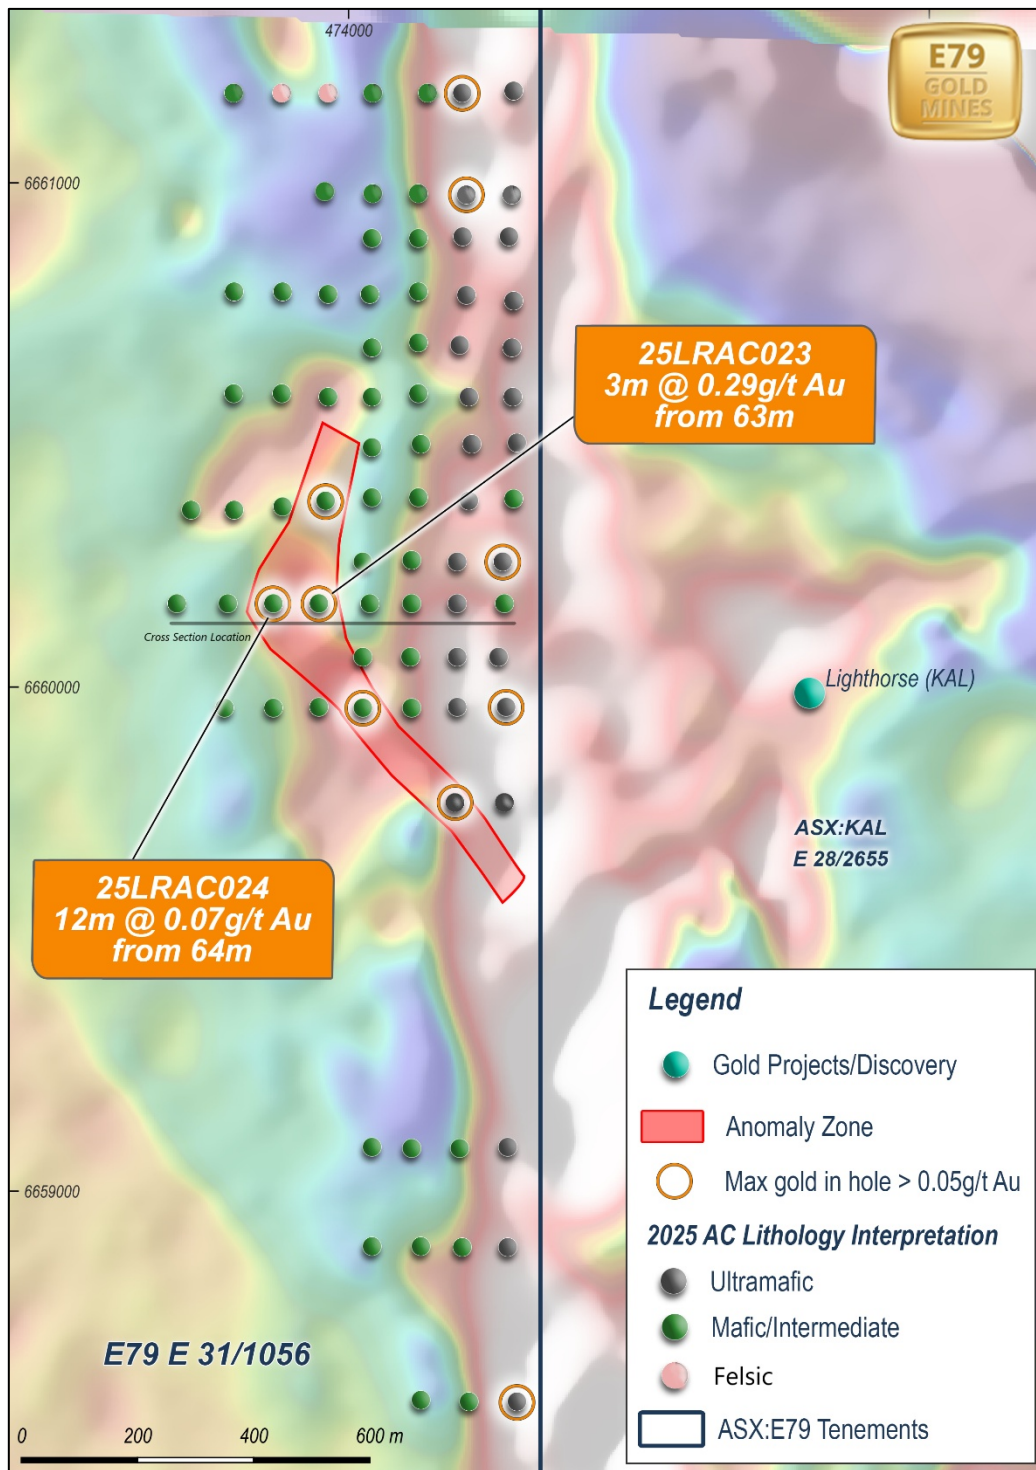 474000
E79
GOLD
MINES
6661000
25LRAC023
3m @ 0.29g/t Au
from 63m
Cross Section Location
6660000
Lighthorse (KAL)
ASX:KAL
E 28/2655
25LRAC024
12m @ 0.07g/t Au
from 64m
6659000
Legend
Gold Projects/Discovery
Anomaly Zone
Max gold in hole > 0.05g/t Au
2025 AC Lithology Interpretation
Ultramafic
Mafic/Intermediate
Felsic
ASX:E79 Tenements
E79 E 31/1056
0 200 400 600 m